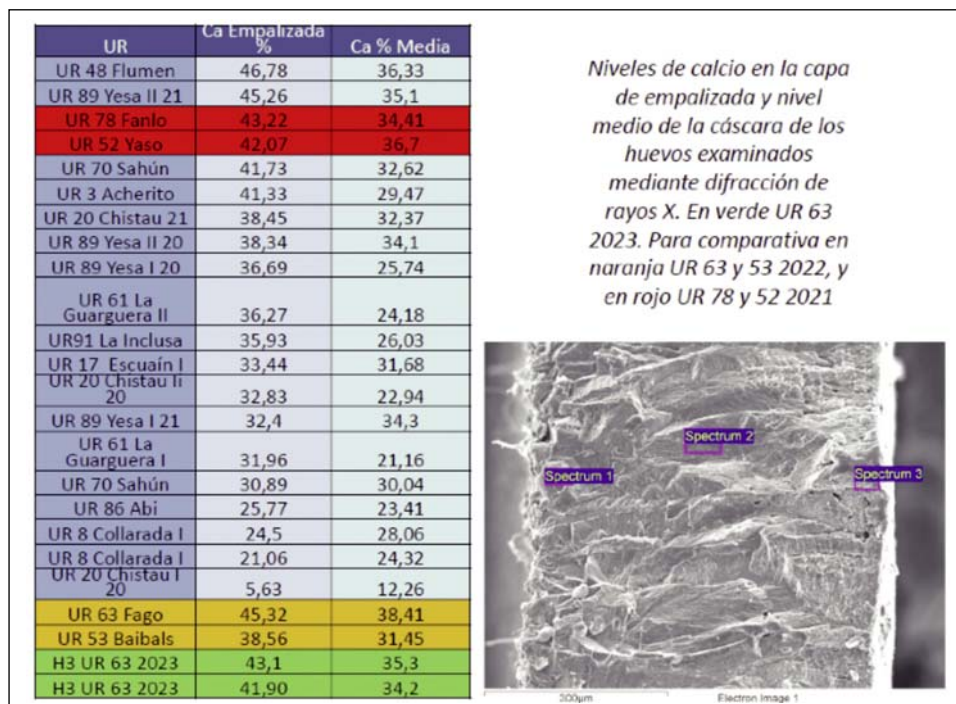 UR Ca Empalizada % Ca % Media
UR 48 Flumen 46,78 36,33
UR 89 Yesa II 21 45,26 35,1
UR 78 Fanlo 43,22 34,41
UR 52 Yaso 42,07 36,7
UR 70 Sahún 41,73 32,62
UR 3 Acherito 41,33 29,47
UR 20 Chistau 21 38,45 32,37
UR 89 Yesa II 20 38,34 34,1
UR 89 Yesa I 20 36,69 25,74
UR 61 La Guarguera II 36,27 24,18
UR91 La Inclusa 35,93 26,03
UR 17 Escuaín I 33,44 31,68
UR 20 Chistau Ii 20 32,83 22,94
UR 89 Yesa I 21 32,4 34,3
UR 61 La Guarguera I 31,96 21,16
UR 70 Sahún 30,89 30,04
UR 86 Abi 25,77 23,41
UR 8 Collarada I 24,5 28,06
UR 8 Collarada I 21,06 24,32
UR 20 Chistau I 20 5,63 12,26
UR 63 Fago 45,32 38,41
UR 53 Baibals 38,56 31,45
H3 UR 63 2023 43,1 35,3
H3 UR 63 2023 41,90 34,2
Niveles de calcio en la capa
de empalizada y nivel
medio de la cáscara de los
huevos examinados
mediante difracción de
rayos X. En verde UR 63
2023. Para comparativa en
naranja UR 63 y 53 2022, y
en rojo UR 78 y 52 2021
Spectrum 2
Spectrum 1
Spectrum 3
300µm
Electron Image 1